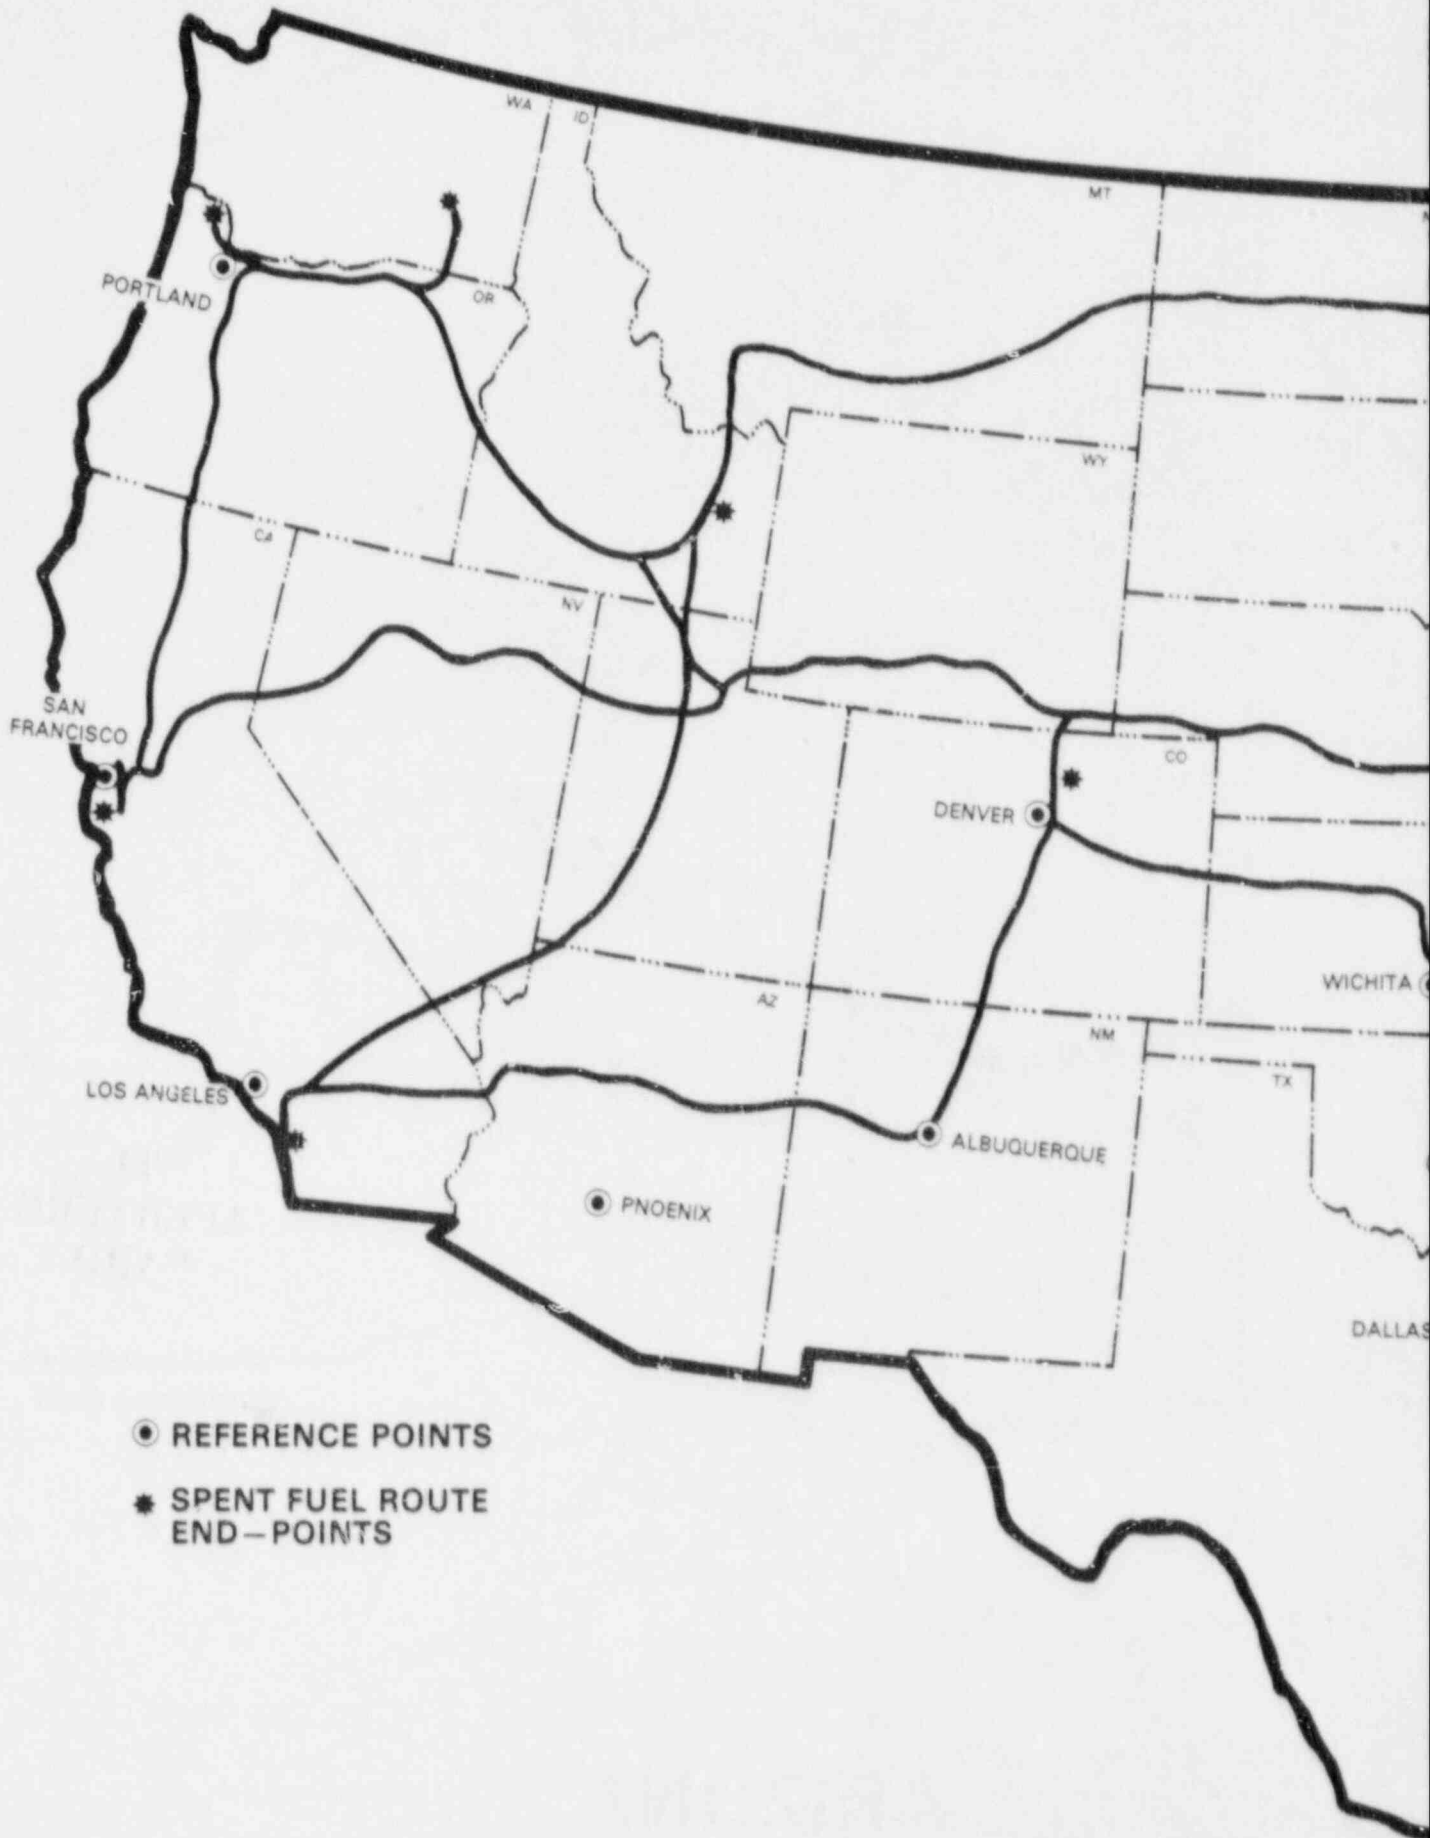 WA
ID
MT
PORTLAND
OR
WY
CA
NV
SAN
FRANCISCO
CO
DENVER
WICHITA
AZ
NM
TX
LOS ANGELES
ALBUQUERQUE
PNOENIX
DALLAS
REFERENCE POINTS
SPENT FUEL ROUTE
END—POINTS